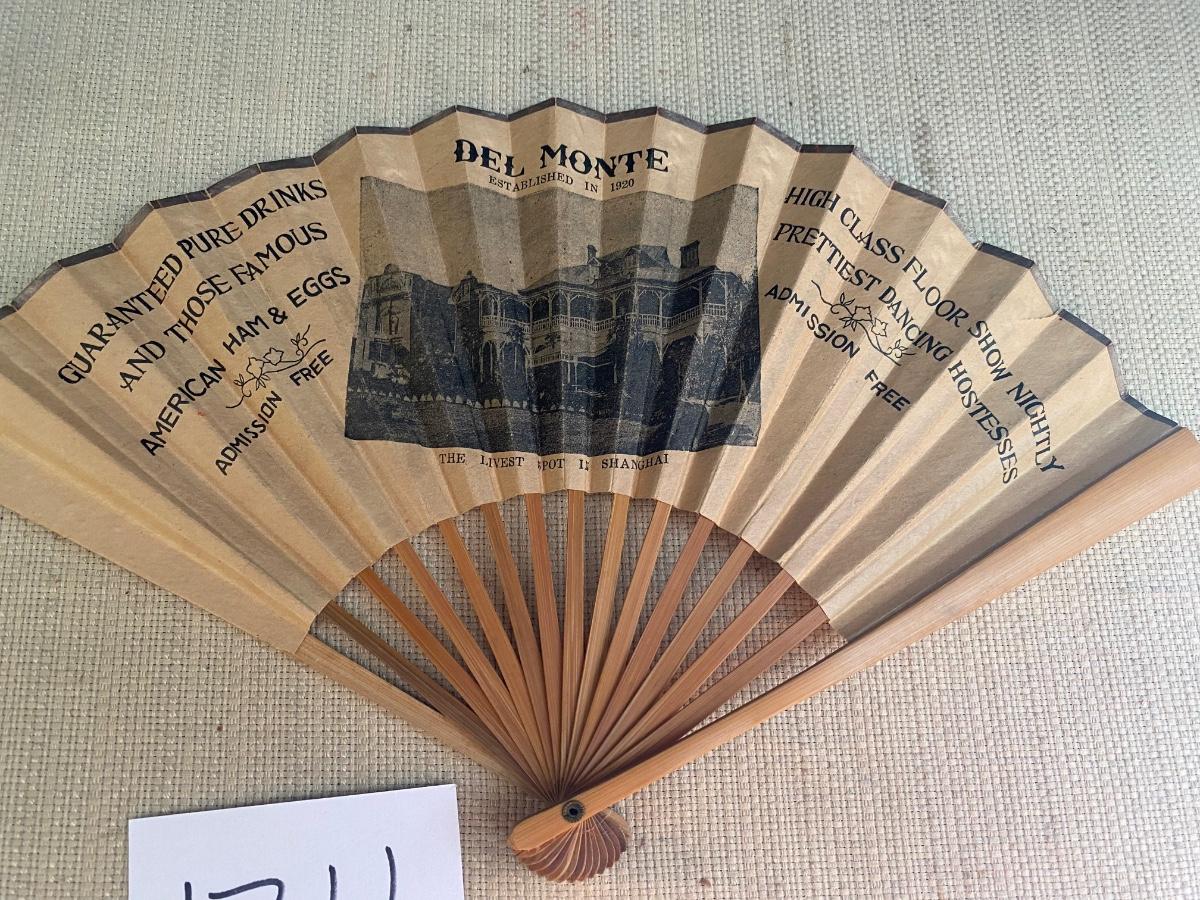 DEL MONTE
ESTABLISHED IN 1920
GUARANTEED PURE DRINKS
AND THOSE FAMOUS
AMERICAN HAM & EGGS
ADMISSION FREE
HIGH CLASS FLOOR SHOW NIGHTLY
PRETTIEST DANCING HOSTESSES
ADMISSION FREE
THE LIVEST SPOT IN SHANGHAI